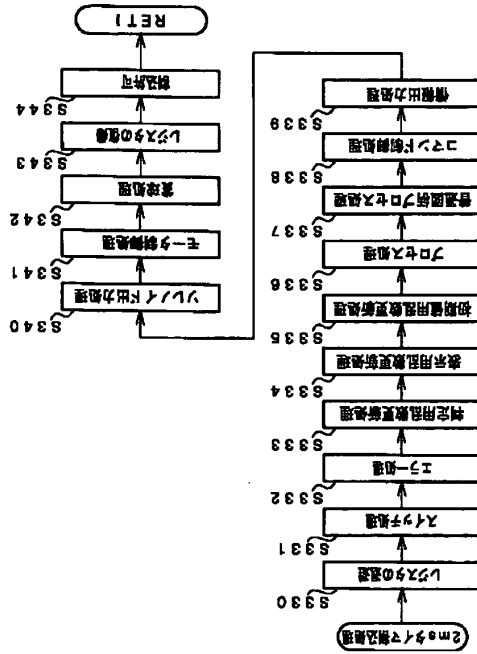 2msタイマ割込処理
S330
レジスタの退避
S331
スイッチ処理
S332
エラー処理
S333
判定用乱数更新処理
S334
表示用乱数更新処理
S335
初期値用乱数更新処理
S336
プロセス処理
S337
普通図柄プロセス処理
S338
コマンド制御処理
S339
情報出力処理
S340
ソレノイド出力処理
S341
モータ制御処理
S342
賞球処理
S343
レジスタの復帰
S344
割込許可
RETI